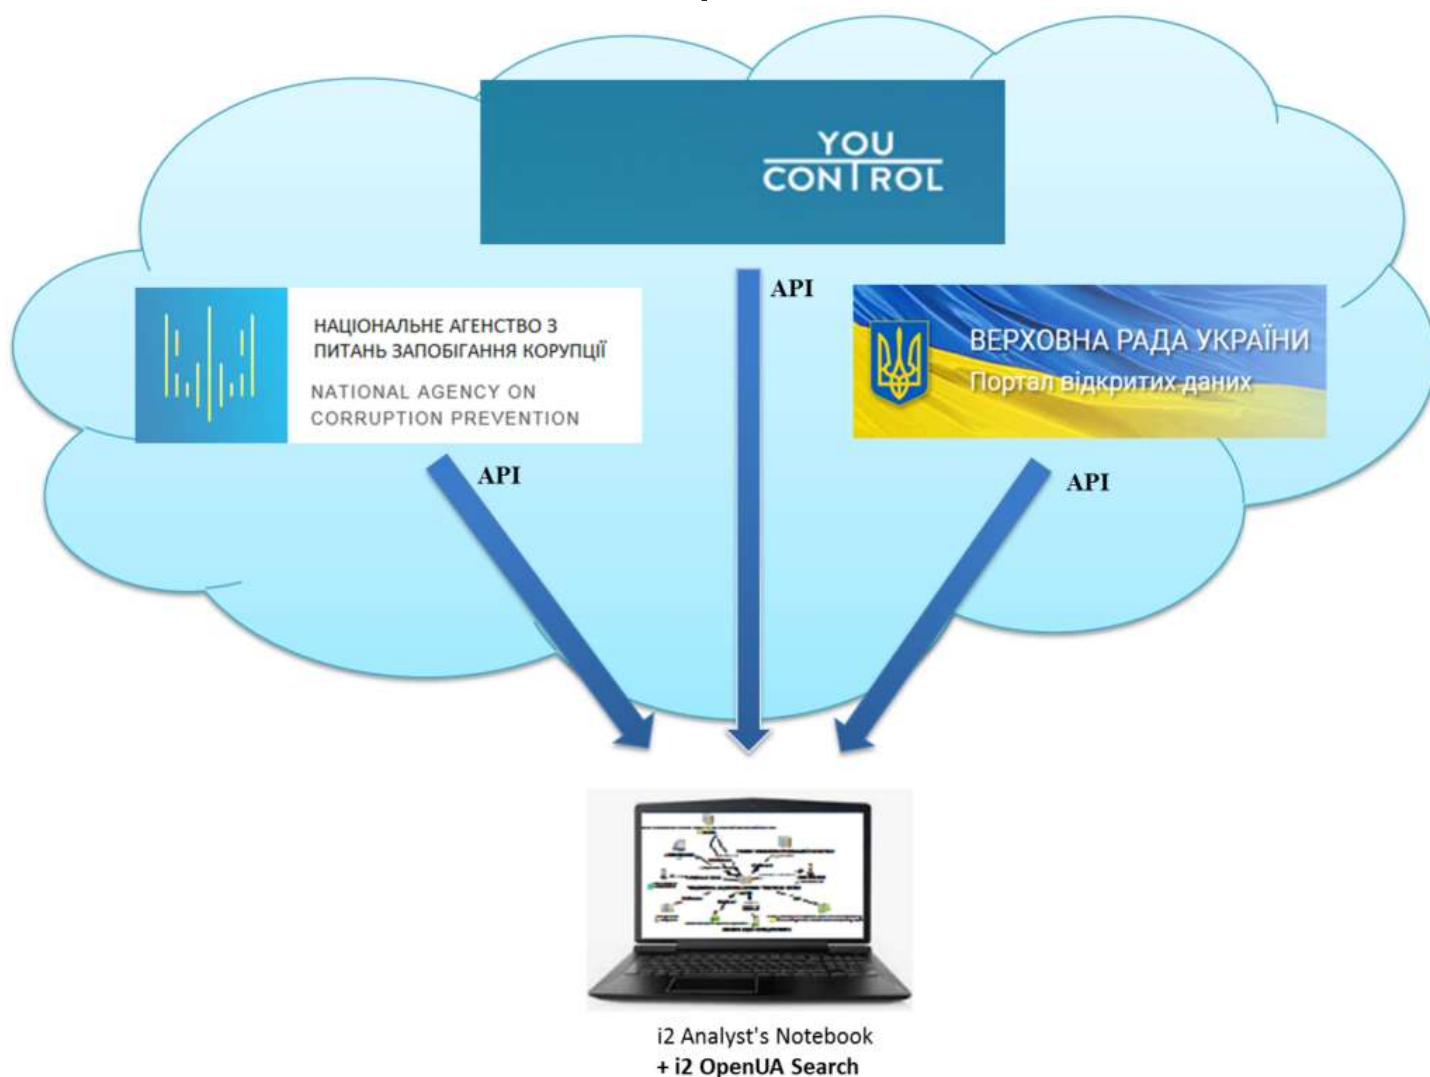 YOU
CONTROL
API
НАЦІОНАЛЬНЕ АГЕНСТВО З
ПИТАНЬ ЗАПОБІГАННЯ КОРУПЦІЇ
NATIONAL AGENCY ON
CORRUPTION PREVENTION
ВЕРХОВНА РАДА УКРАЇНИ
Портал відкритих даних
API
API
i2 Analyst's Notebook
+ i2 OpenUA Search